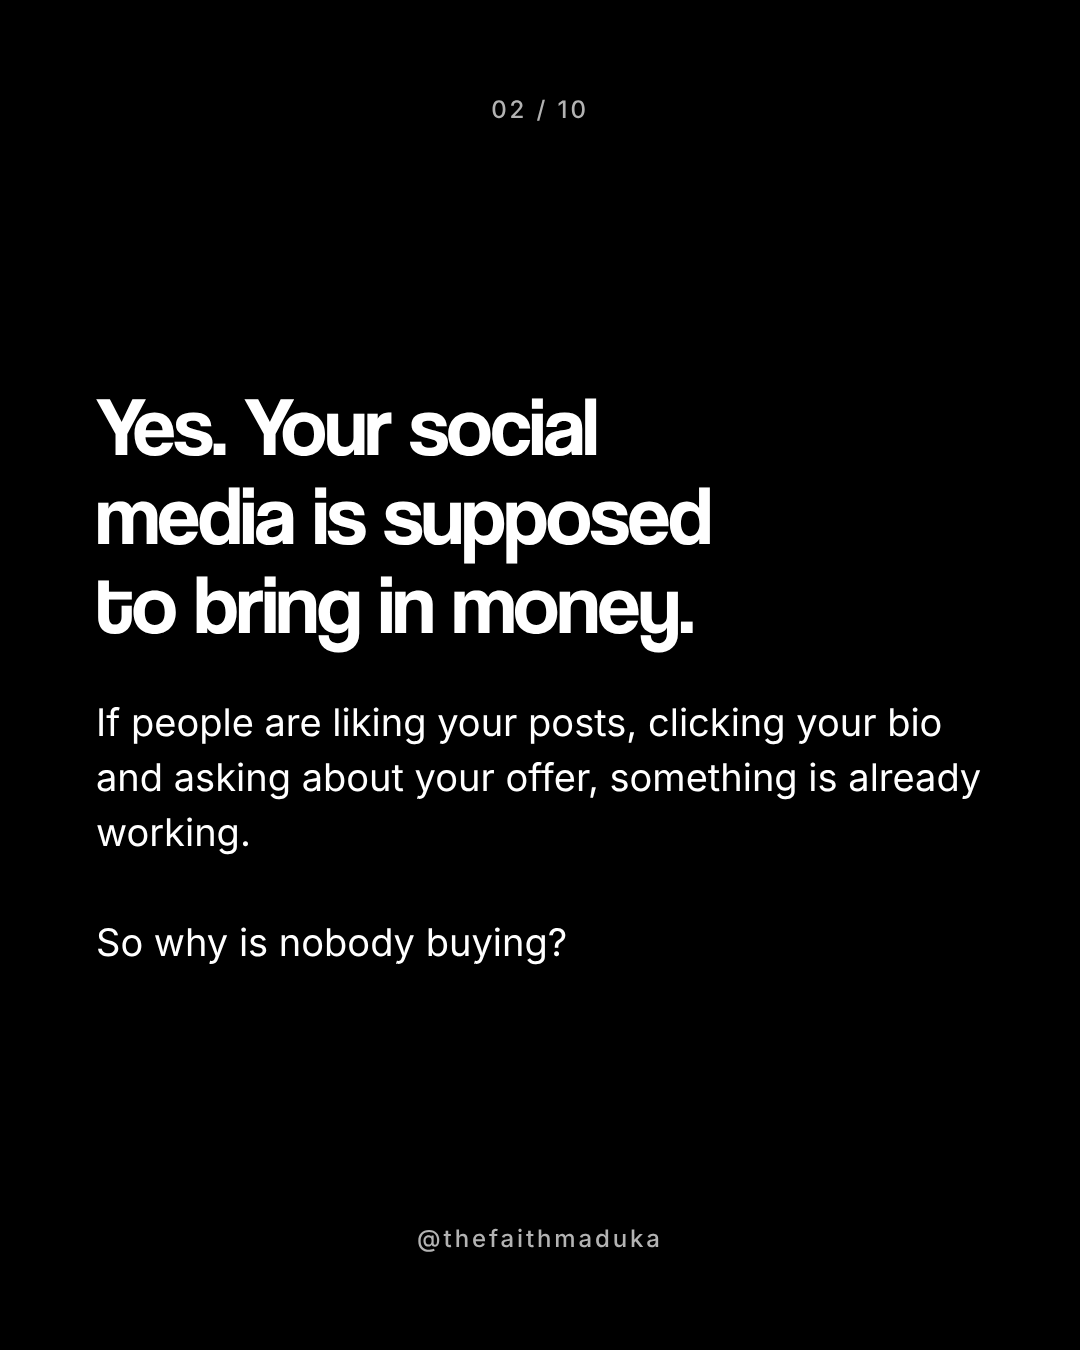 02 / 10
Yes. Your social
media is supposed
to bring in money.
If people are liking your posts, clicking your bio
and asking about your offer, something is already
working.
So why is nobody buying?
@thefaithmaduka